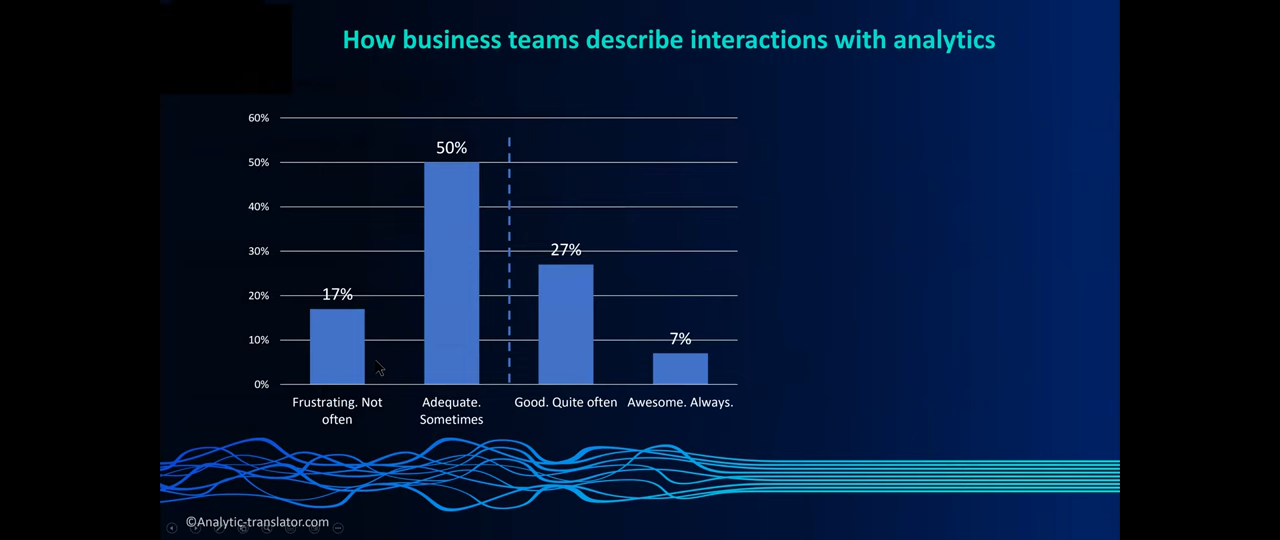 How business teams describe interactions with analytics
60%
50%
50%
40%
30%
27%
20%
17%
10%
7%
0%
Frustrating. Not often
Adequate. Sometimes
Good. Quite often
Awesome. Always.
©Analytic-translator.com